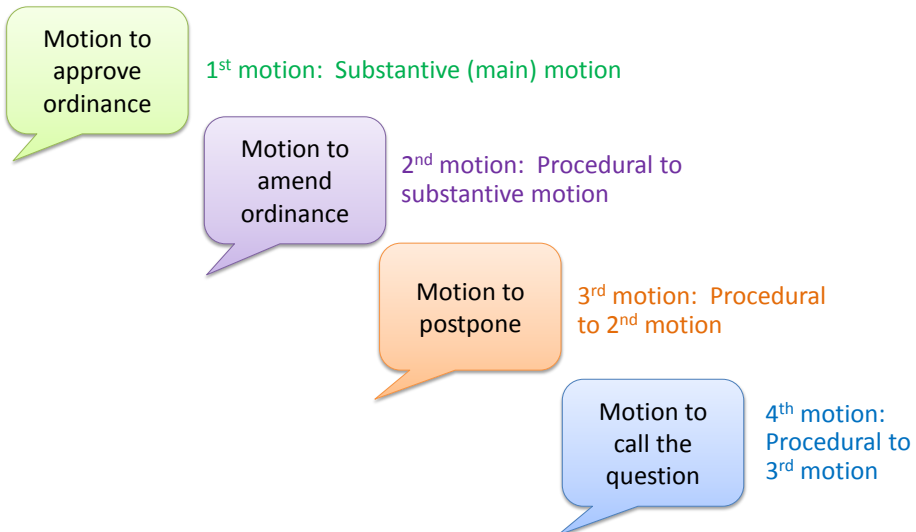 Motion to
approve
ordinance
1st motion:  Substantive (main) motion
Motion to
amend
ordinance
2nd motion:  Procedural to
substantive motion
Motion to
postpone
3rd motion:  Procedural
to 2nd motion
Motion to
call the
question
4th motion:
Procedural to
3rd motion